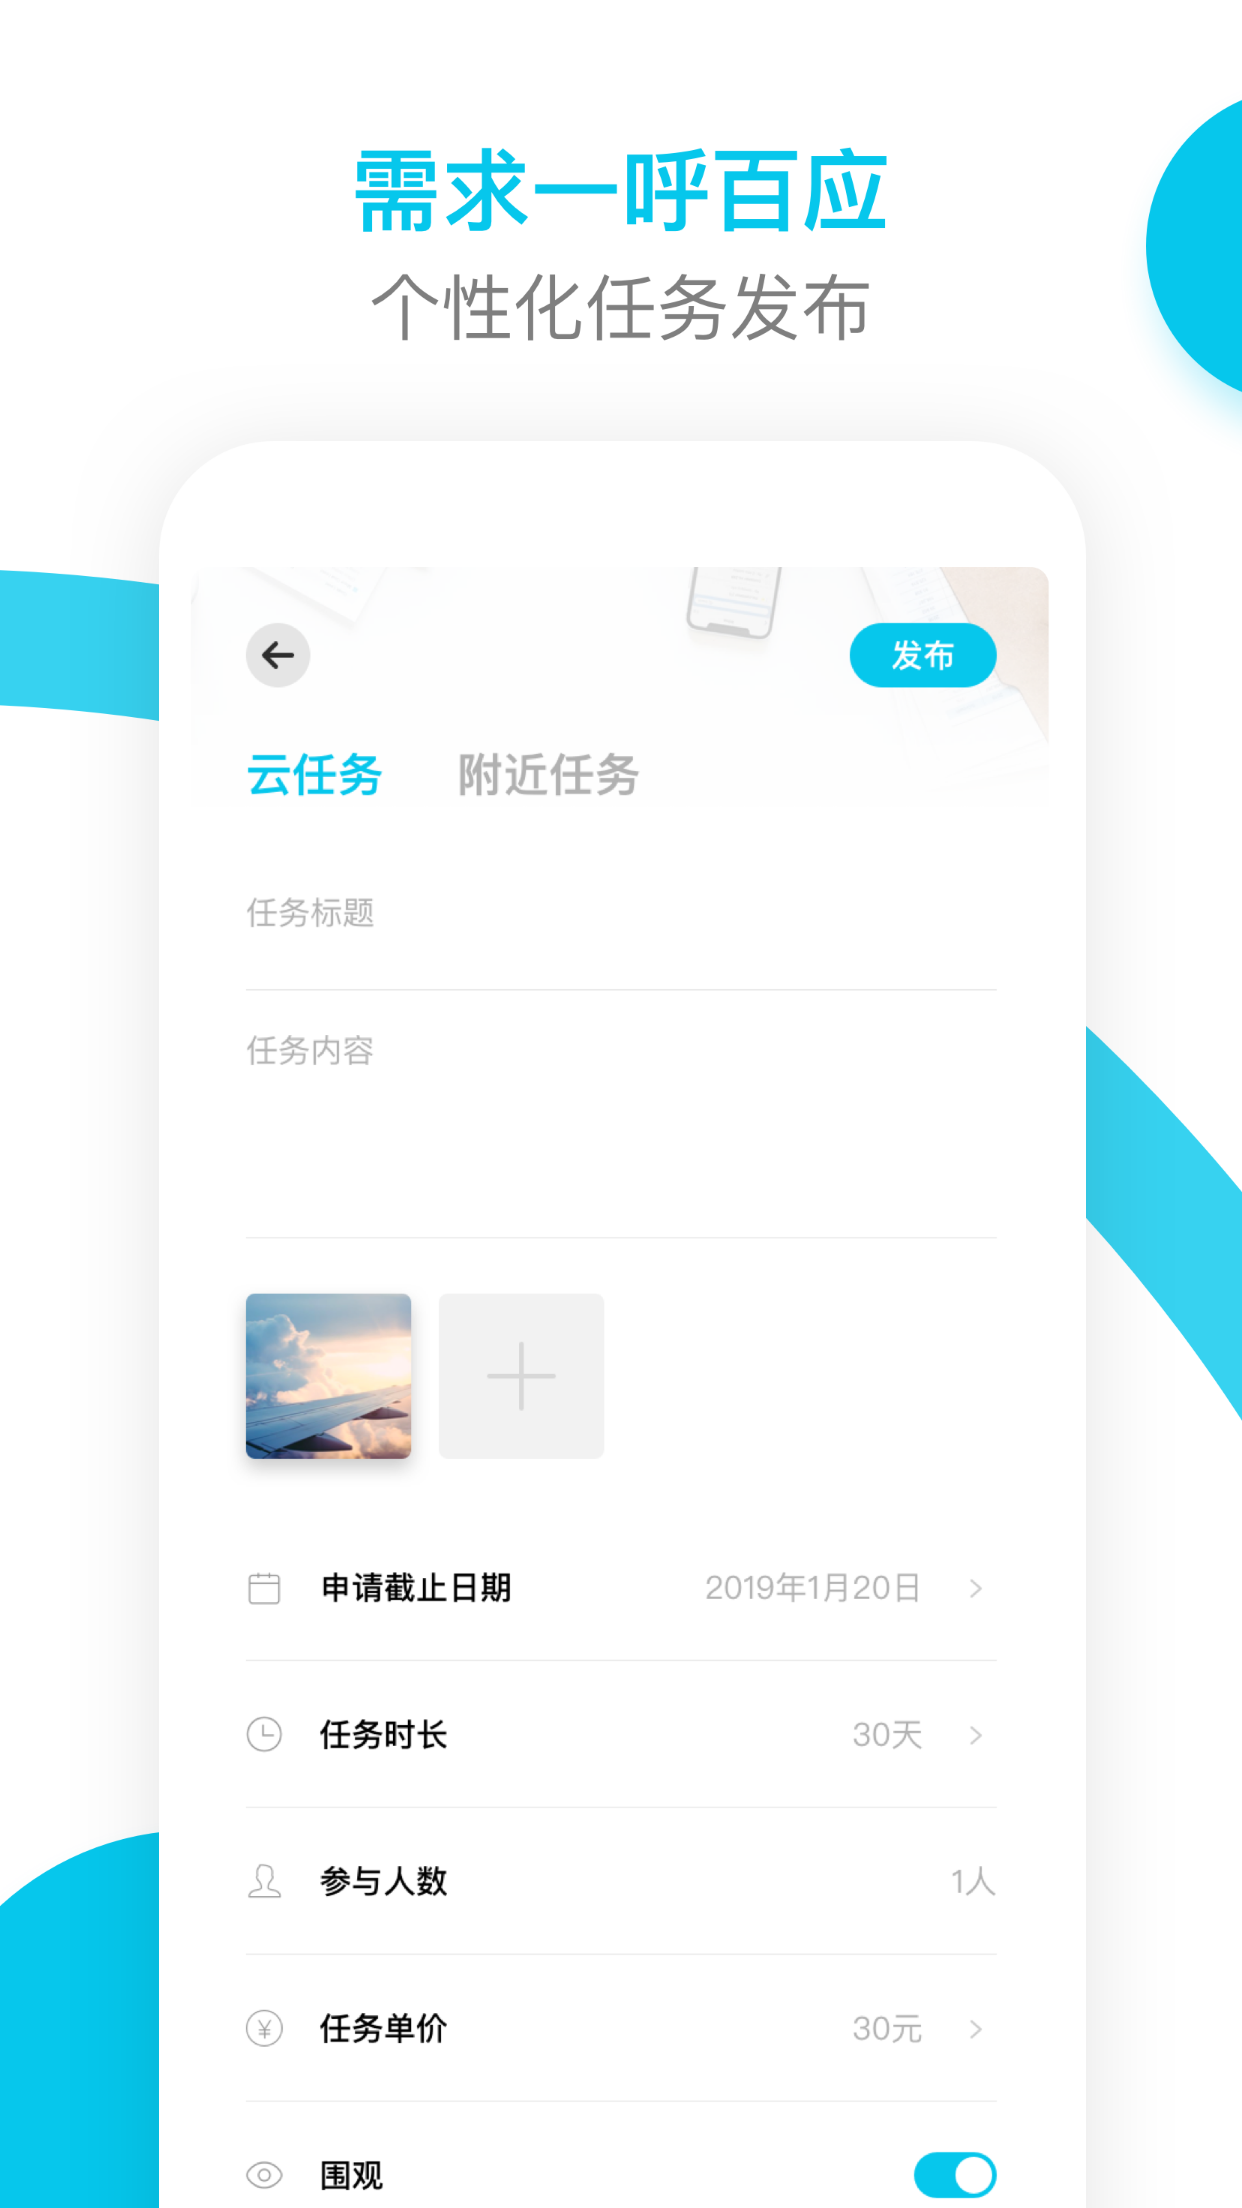 需求一呼百应
个性化任务发布
发布
云任务 附近任务
任务标题
任务内容
申请截止日期 2019年1月20日
任务时长 30天
参与人数 1人
任务单价 30元
围观